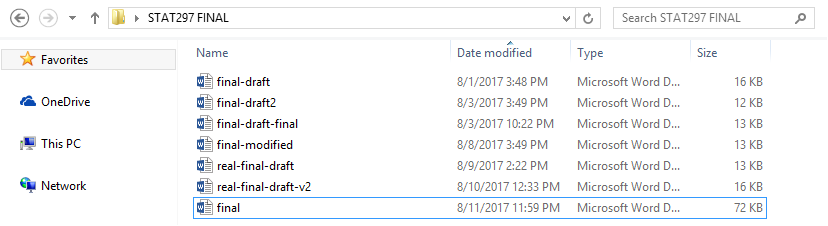 STAT297 FINAL
Search STAT297 FINAL
Name Date modified Type Size
Favorites
OneDrive
This PC
Network
final-draft 8/1/2017 3:48 PM Microsoft Word D... 16 KB
final-draft2 8/3/2017 3:49 PM Microsoft Word D... 12 KB
final-draft-final 8/3/2017 10:22 PM Microsoft Word D... 13 KB
final-modified 8/8/2017 3:49 PM Microsoft Word D... 13 KB
real-final-draft 8/9/2017 2:22 PM Microsoft Word D... 13 KB
real-final-draft-v2 8/10/2017 12:33 PM Microsoft Word D... 16 KB
final 8/11/2017 11:59 PM Microsoft Word D... 72 KB